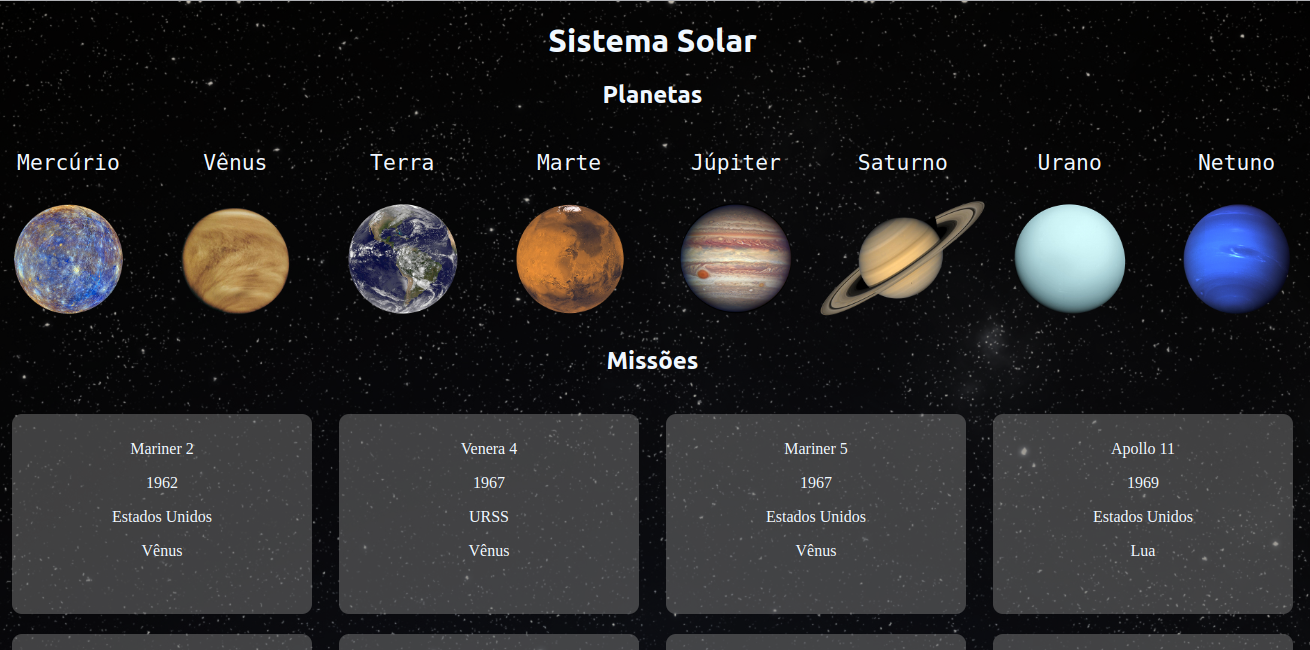 Sistema Solar
Planetas
Mercúrio Vênus Terra Marte Júpiter Saturno Urano Netuno
Missões
Mariner 2
1962
Estados Unidos
Vênus
Venera 4
1967
URSS
Vênus
Mariner 5
1967
Estados Unidos
Vênus
Apollo 11
1969
Estados Unidos
Lua